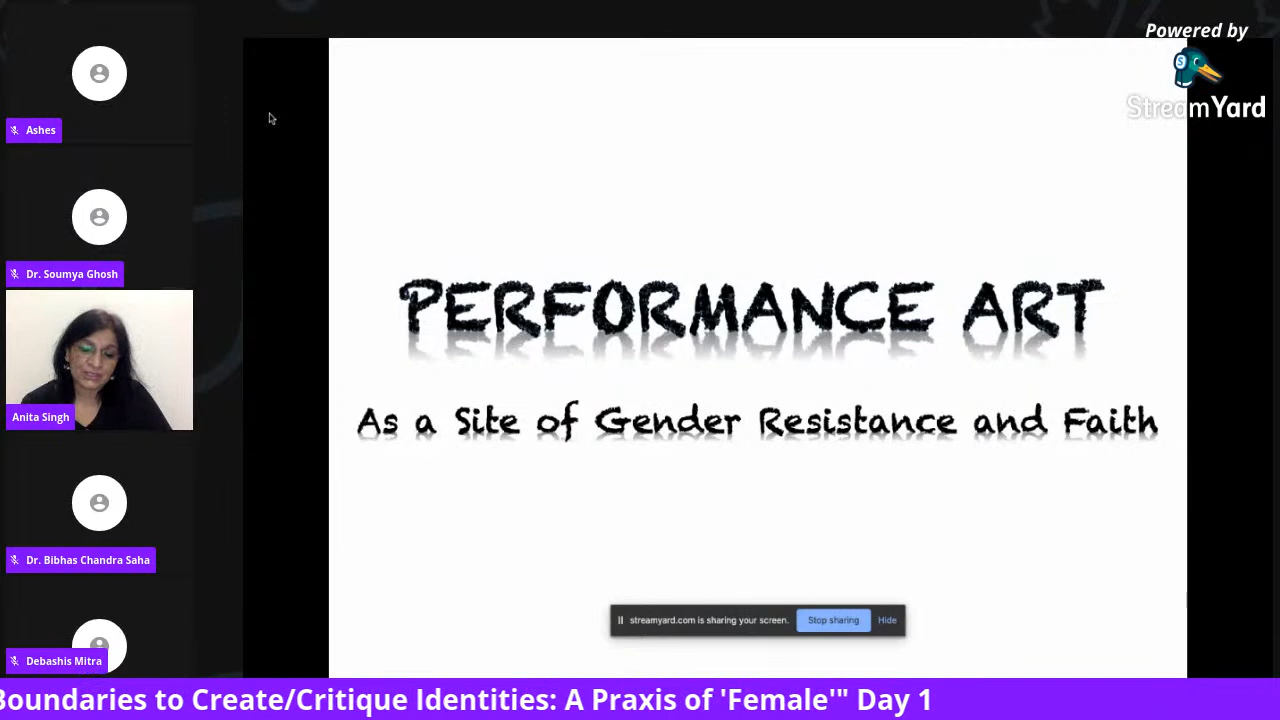 Powered by
StreamYard
Ashes
Dr. Soumya Ghosh
Anita Singh
Dr. Bibhas Chandra Saha
Debashis Mitra
PERFORMANCE ART
As a Site of Gender Resistance and Faith
streamyard.com is sharing your screen.
Stop sharing
Hide
Boundaries to Create/Critique Identities: A Praxis of 'Female'" Day 1